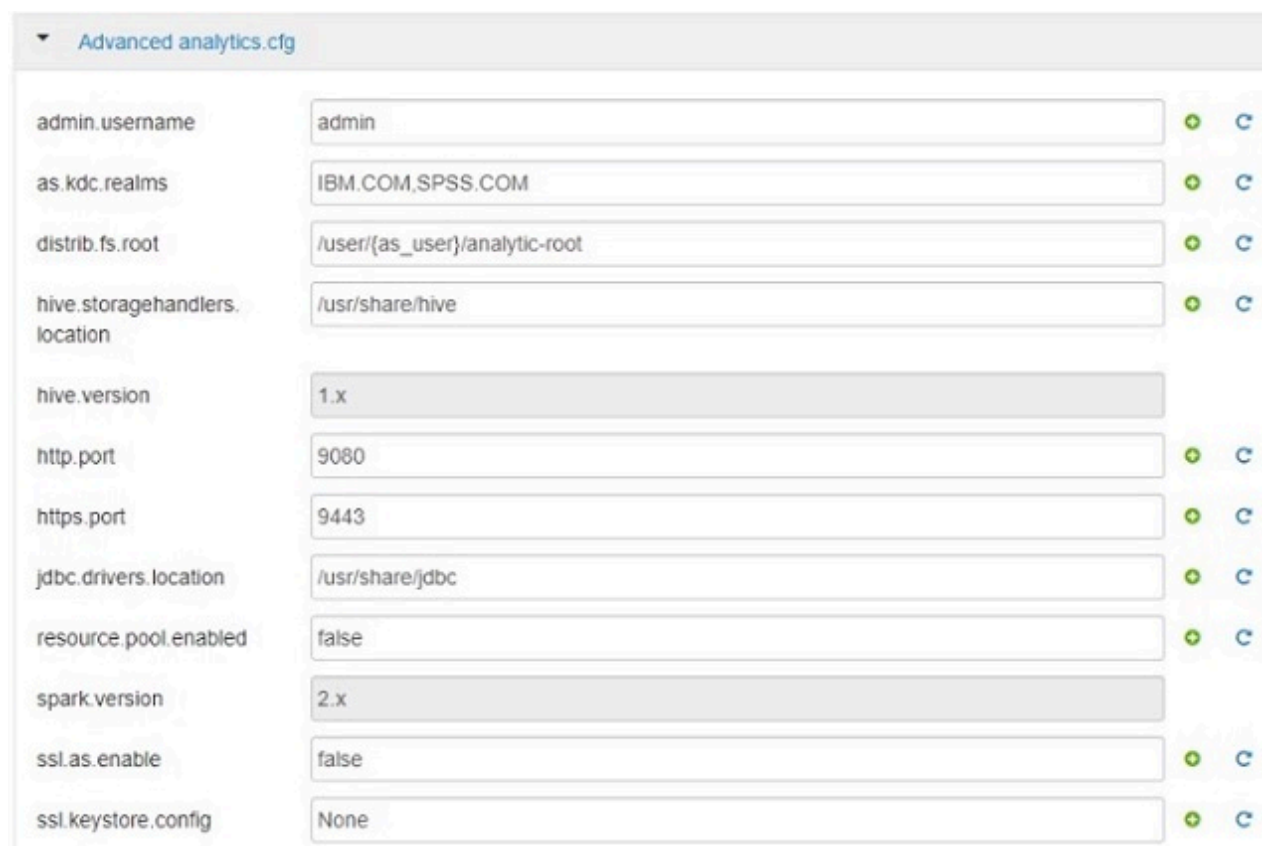 Advanced analytics.cfg
admin.username admin
as.kdc.realms IBM.COM,SPSS.COM
distrib.fs.root /user/{as_user}/analytic-root
hive.storagehandlers. /usr/share/hive
location
hive.version 1.x
http.port 9080
https.port 9443
jdbc.drivers.location /usr/share/jdbc
resource.pool.enabled false
spark.version 2.x
ssl.as.enable false
ssl.keystore.config None